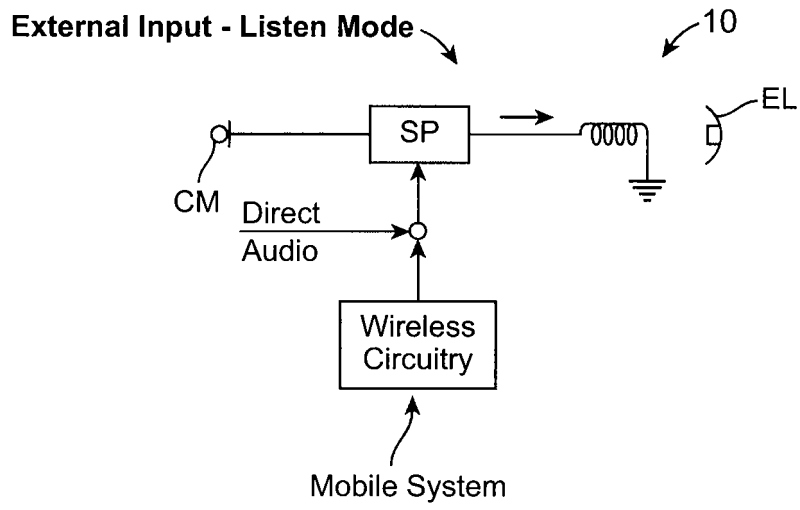 External Input - Listen Mode
10
EL
SP
CM
Direct
Audio
Wireless
Circuitry
Mobile System